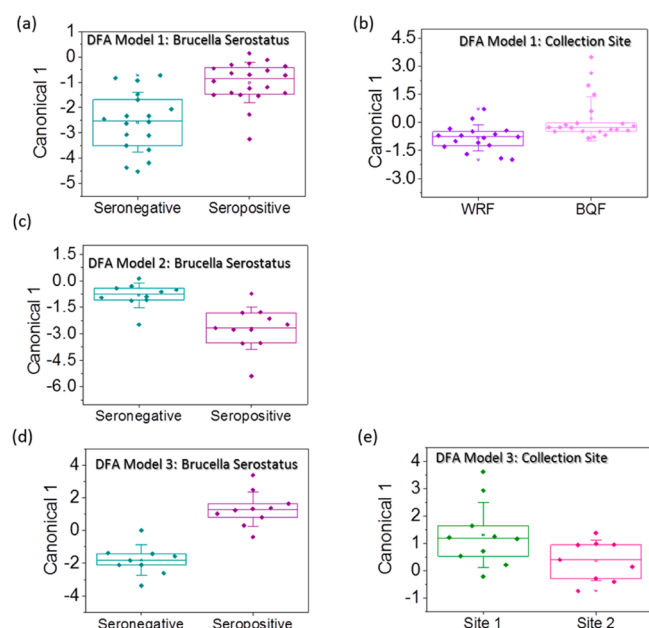 (a)
DFA Model 1: Brucella Serostatus
Canonical 1
1
0
-1
-2
-3
-4
-5
Seronegative Seropositive
(b)
DFA Model 1: Collection Site
Canonical 1
4.5
3.0
1.5
0.0
-1.5
-3.0
WRF BQF
(c)
DFA Model 2: Brucella Serostatus
Canonical 1
1.5
0.0
-1.5
-3.0
-4.5
-6.0
Seronegative Seropositive
(d)
DFA Model 3: Brucella Serostatus
Canonical 1
4
2
0
-2
-4
Seronegative Seropositive
(e)
DFA Model 3: Collection Site
Canonical 1
4
3
2
1
0
-1
Site 1 Site 2